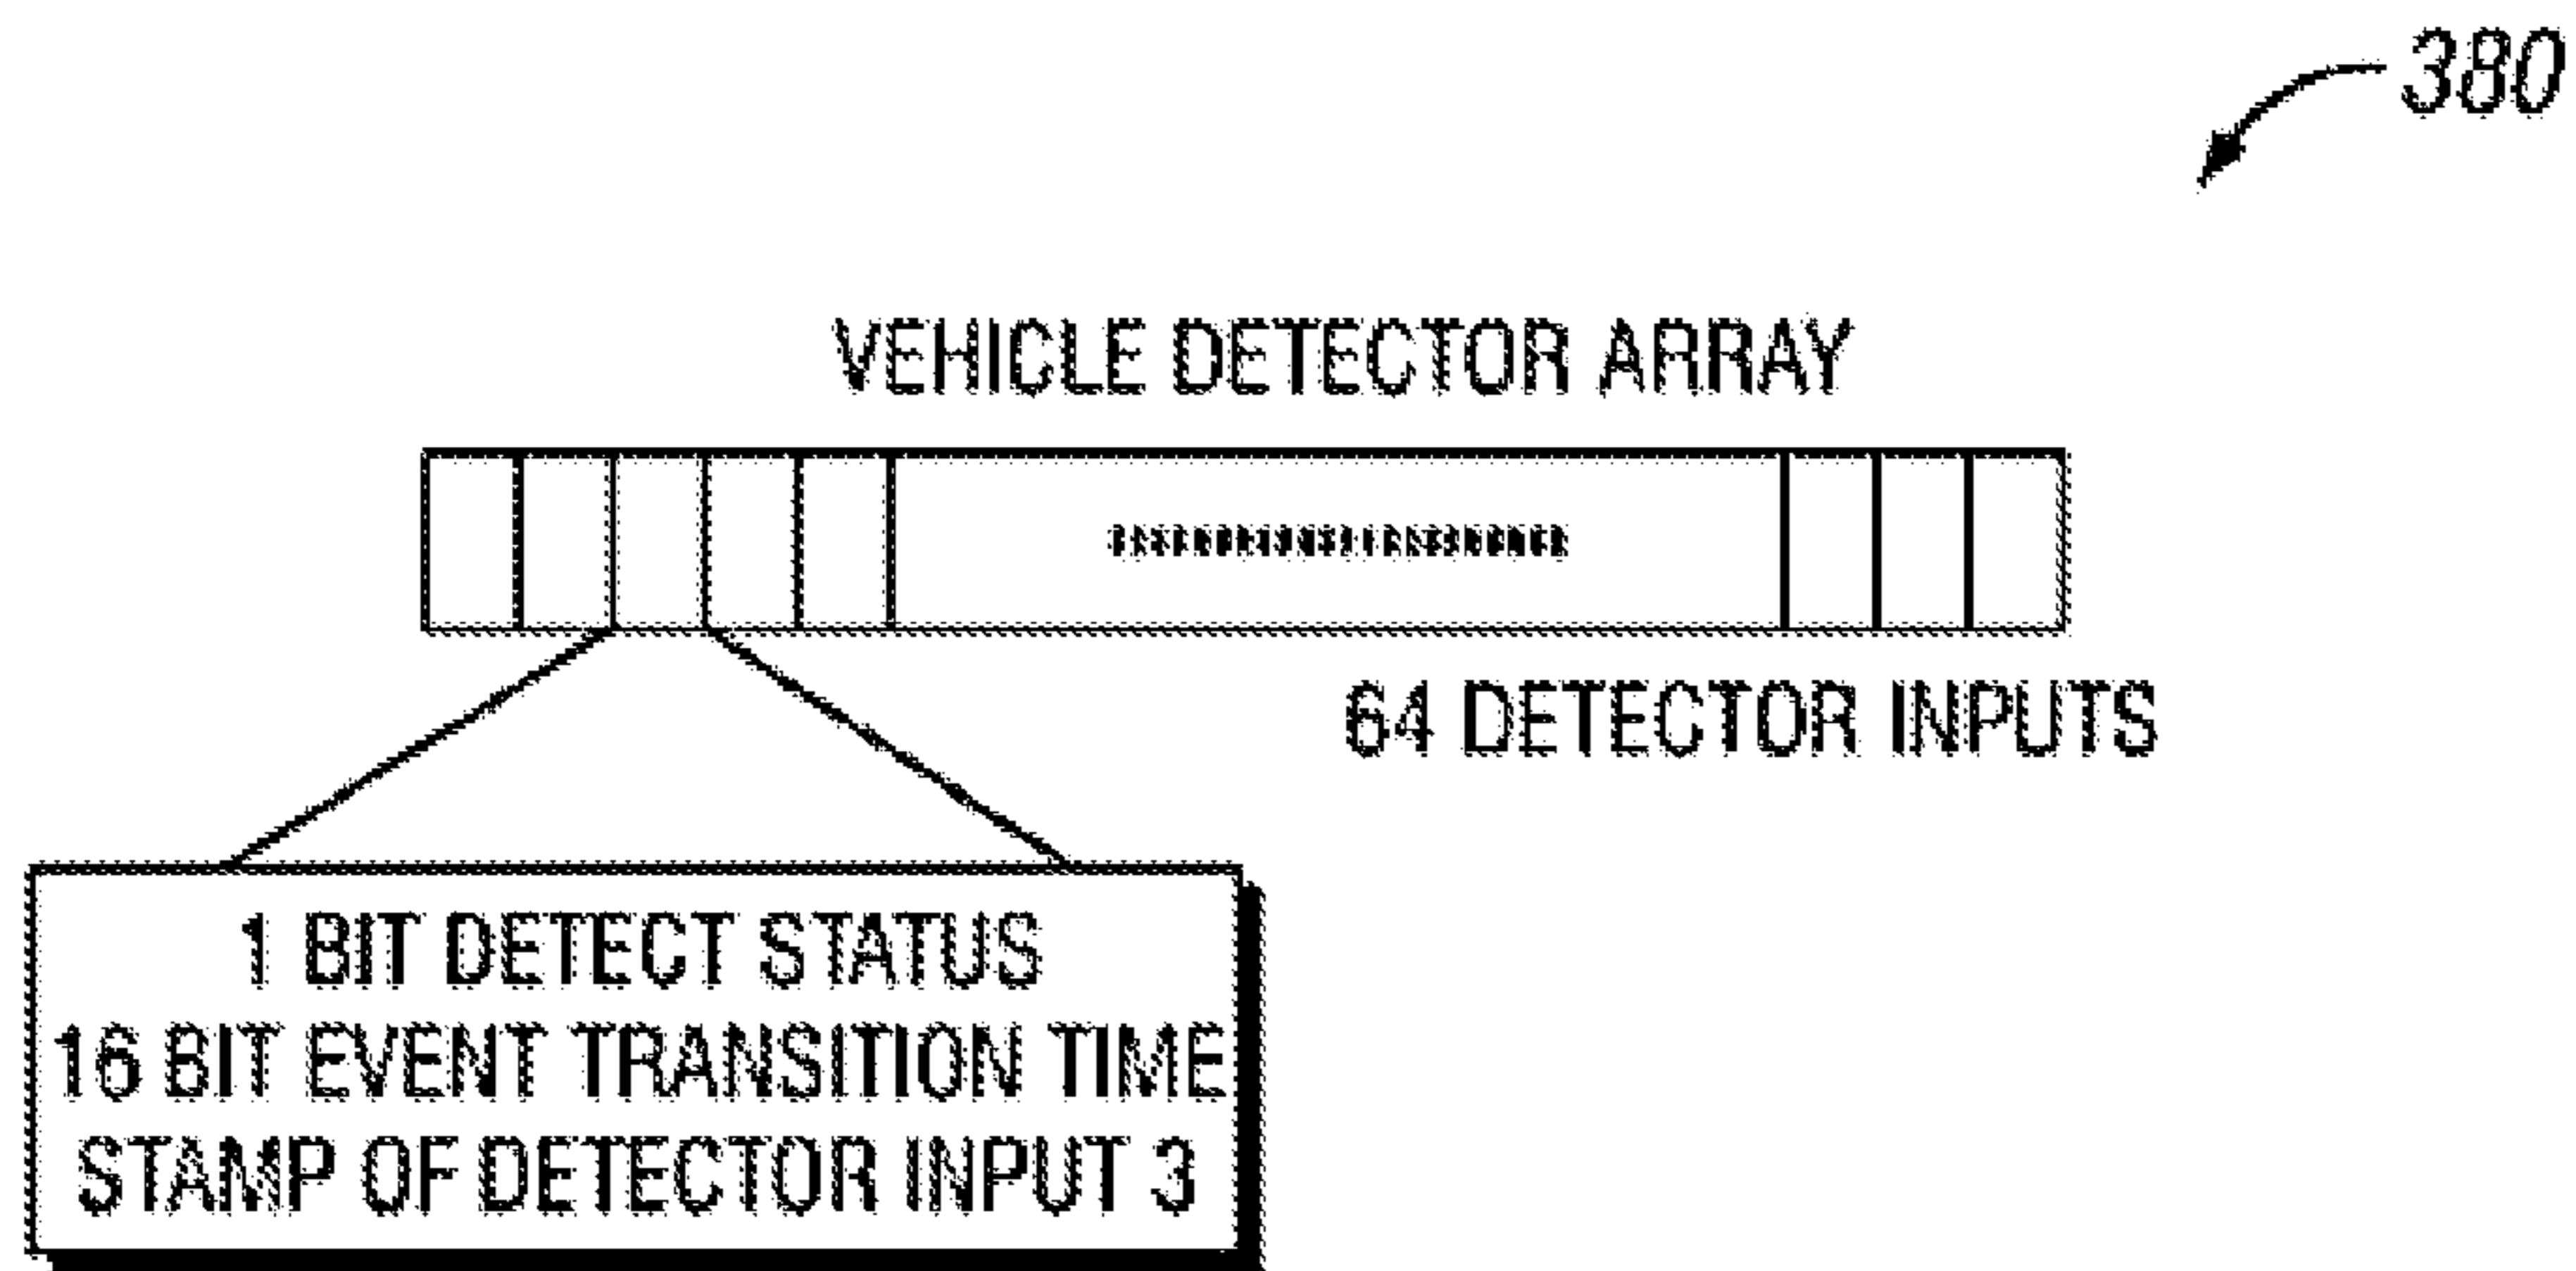 380
VEHICLE DETECTOR ARRAY
64 DETECTOR INPUTS
1 BIT DETECT STATUS
16 BIT EVENT TRANSITION TIME
STAMP OF DETECTOR INPUT 3